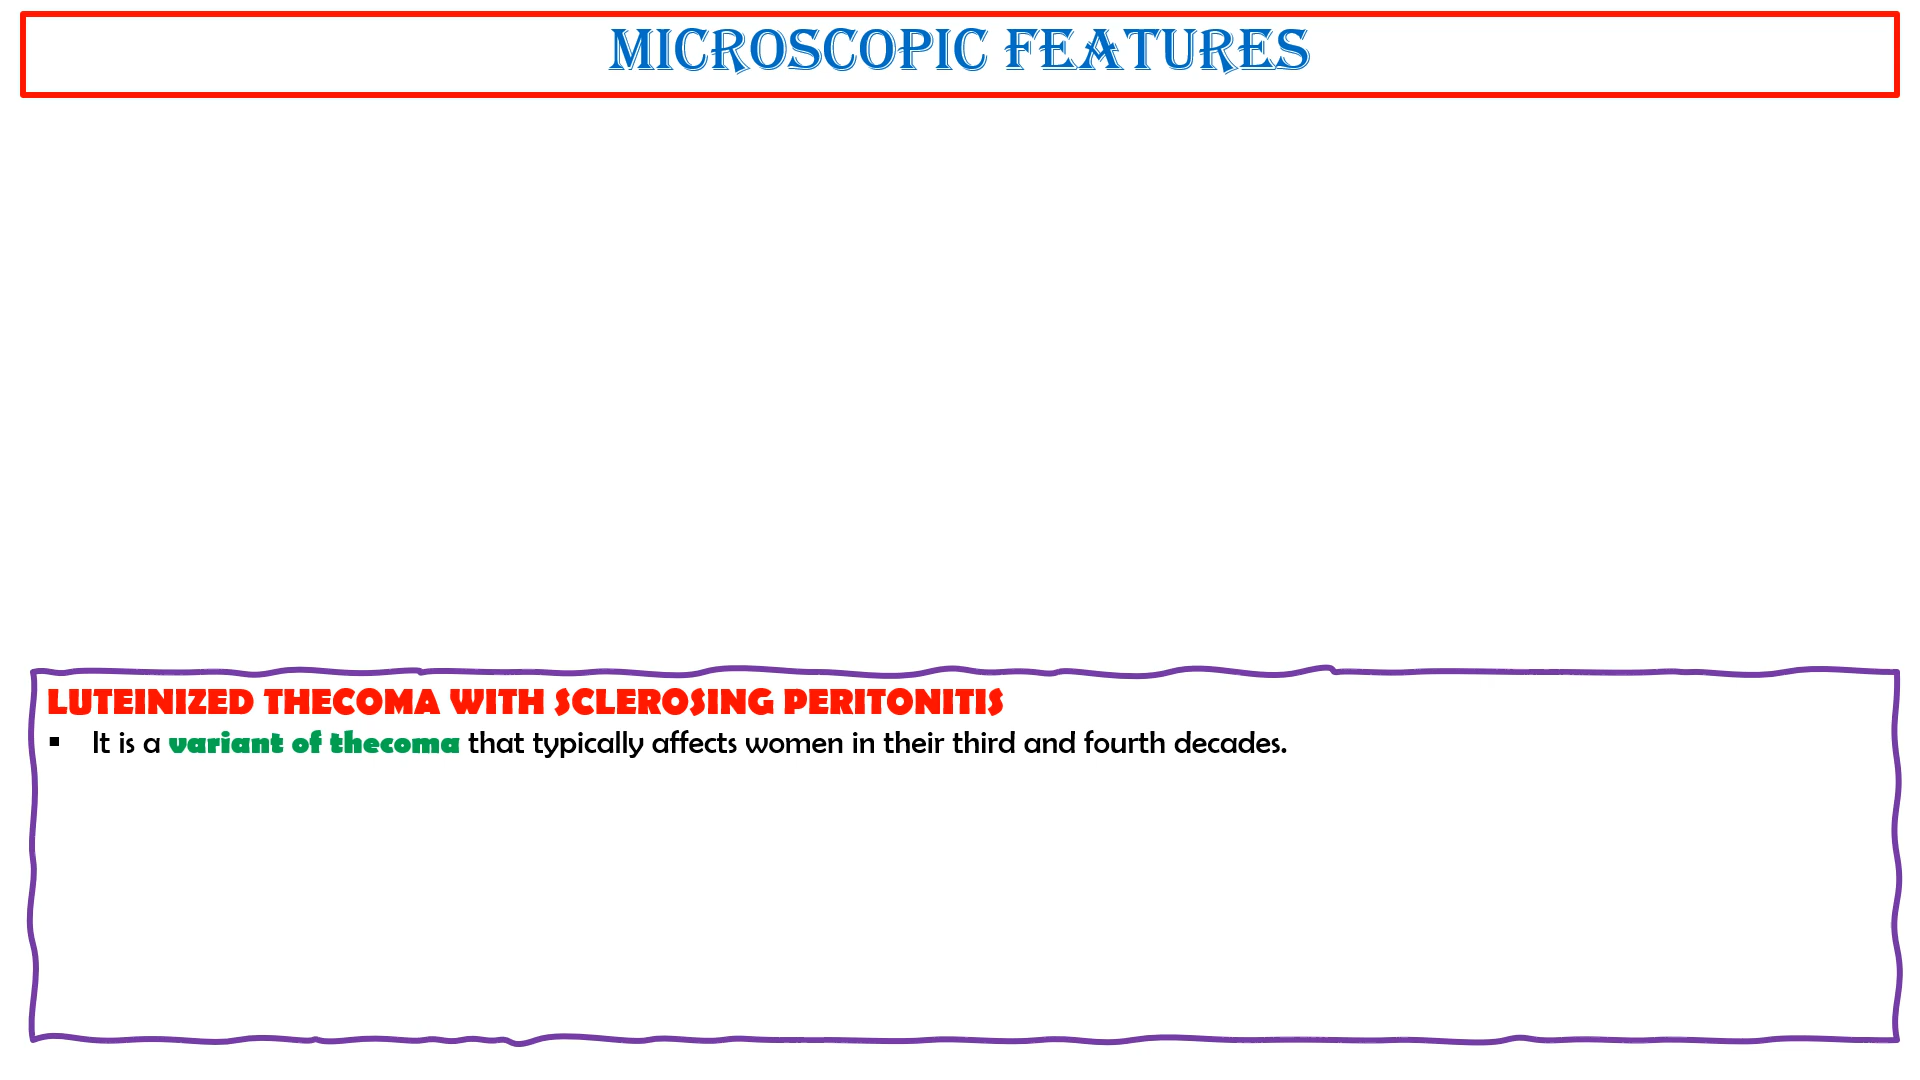 MICROSCOPIC FEATURES
LUTEINIZED THECOMA WITH SCLEROSING PERITONITIS
▪ It is a variant of thecoma that typically affects women in their third and fourth decades.